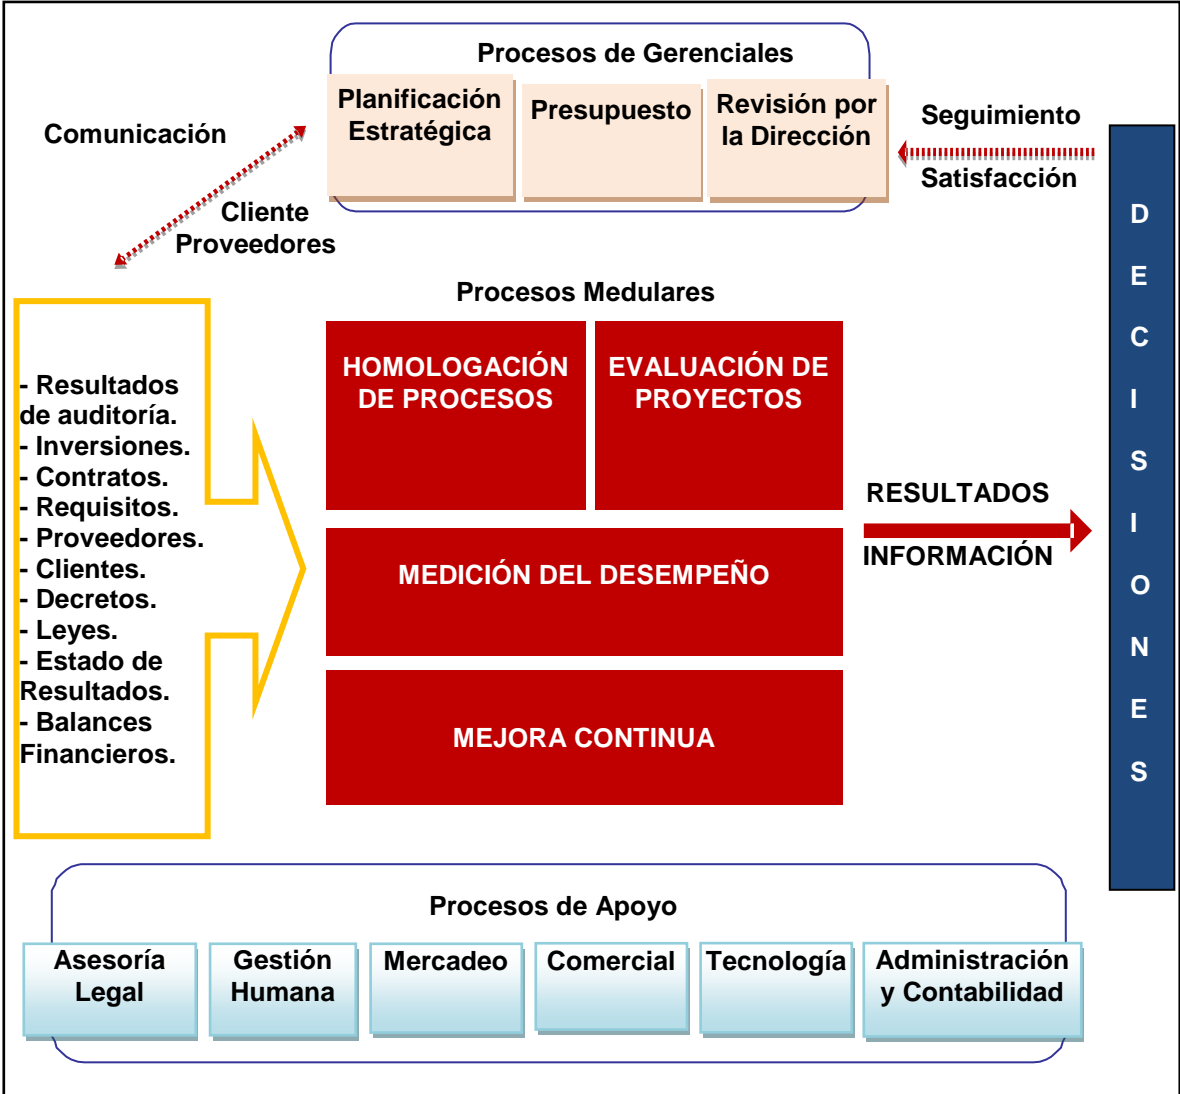 Procesos de Gerenciales
Planificación
Estratégica
Presupuesto
Revisión por
la Dirección
Comunicación
Cliente
Proveedores
Seguimiento
Satisfacción
D
E
C
I
S
I
O
N
E
S
Procesos Medulares
- Resultados
de auditoría.
- Inversiones.
- Contratos.
- Requisitos.
- Proveedores.
- Clientes.
- Decretos.
- Leyes.
- Estado de
Resultados.
- Balances
Financieros.
HOMOLOGACIÓN
DE PROCESOS
EVALUACIÓN DE
PROYECTOS
MEDICIÓN DEL DESEMPEÑO
MEJORA CONTINUA
RESULTADOS
INFORMACIÓN
Procesos de Apoyo
Asesoría
Legal
Gestión
Humana
Mercadeo
Comercial
Tecnología
Administración
y Contabilidad